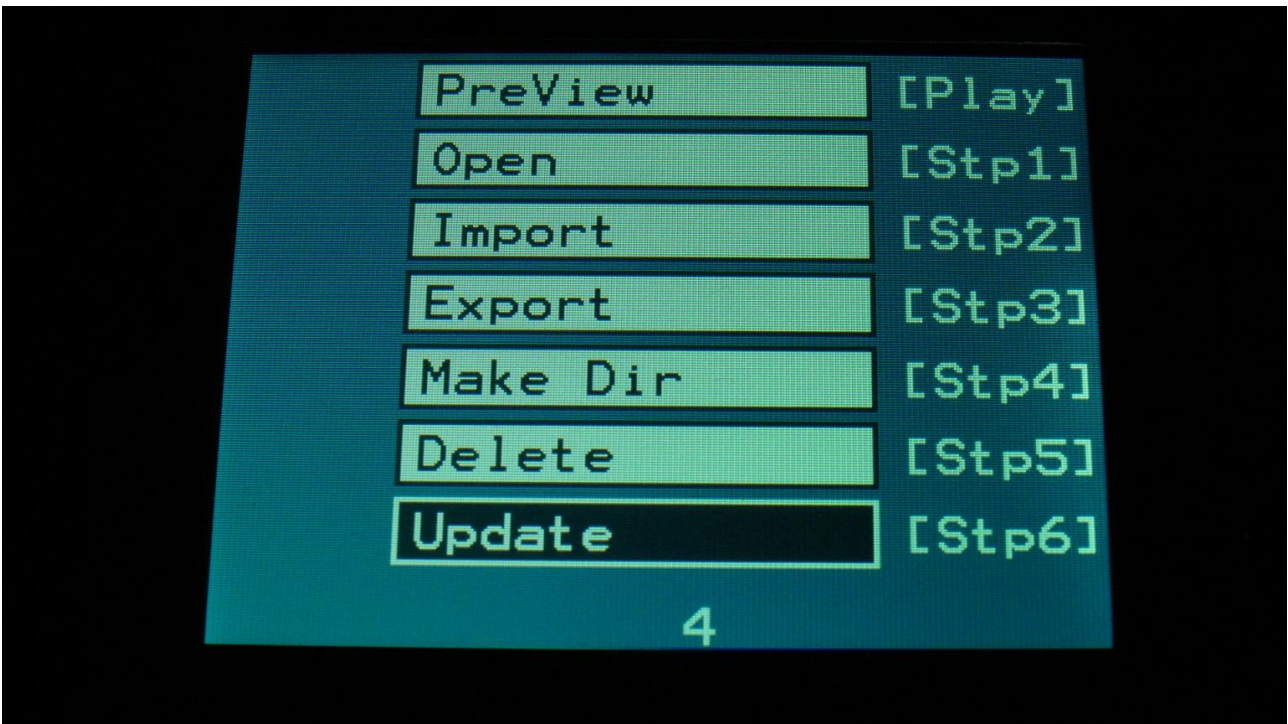 PreView [Play]
Open [Stp1]
Import [Stp2]
Export [Stp3]
Make Dir [Stp4]
Delete [Stp5]
Update [Stp6]
4